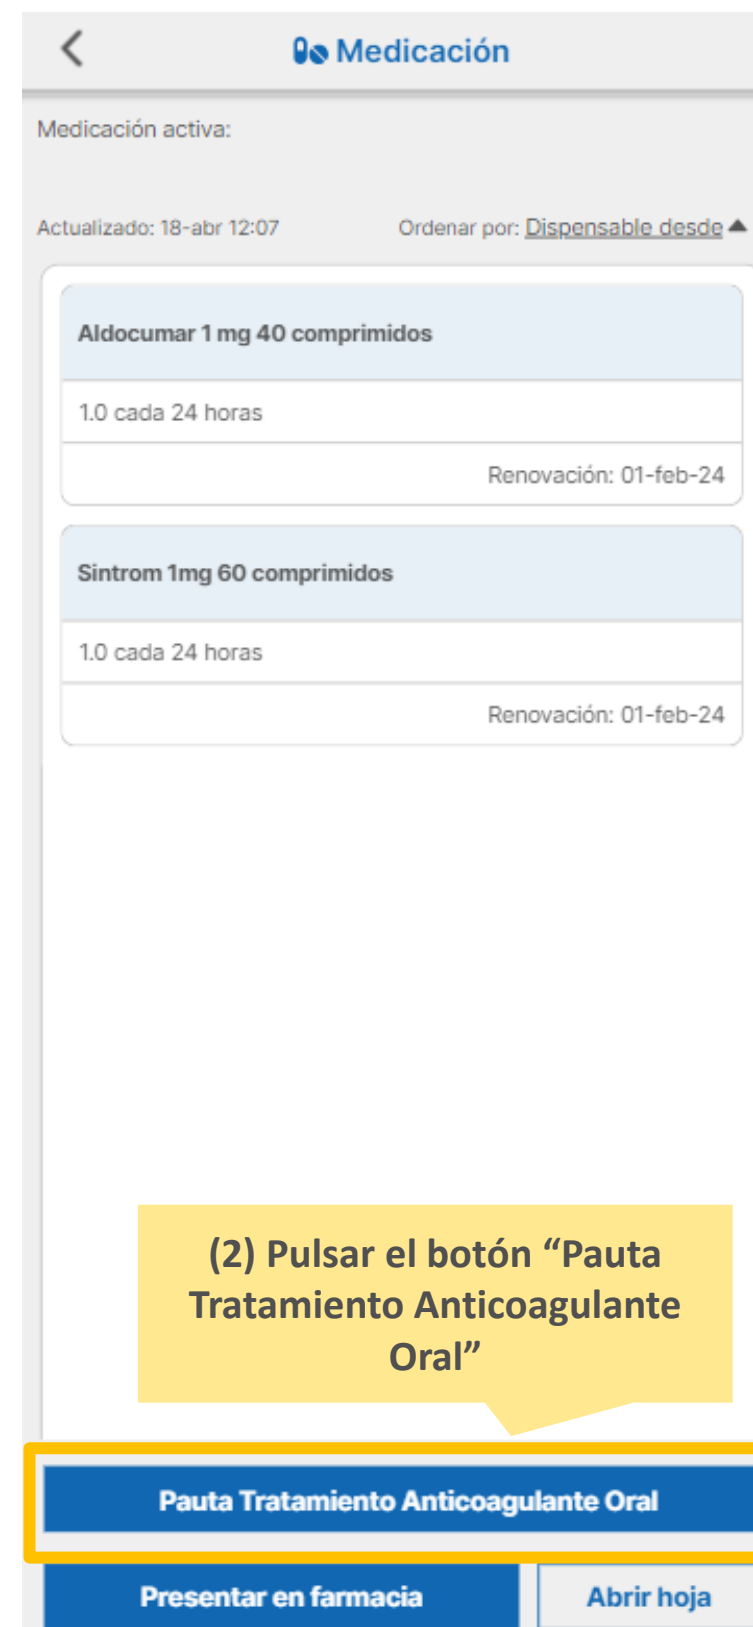 Medicación
Medicación activa:
Actualizado: 18-abr 12:07 Ordenar por: Dispensable desde
Aldocumar 1 mg 40 comprimidos
1.0 cada 24 horas
Renovación: 01-feb-24
Sintrom 1mg 60 comprimidos
1.0 cada 24 horas
Renovación: 01-feb-24
(2) Pulsar el botón “Pauta
Tratamiento Anticoagulante
Oral”
Pauta Tratamiento Anticoagulante Oral
Presentar en farmacia Abrir hoja